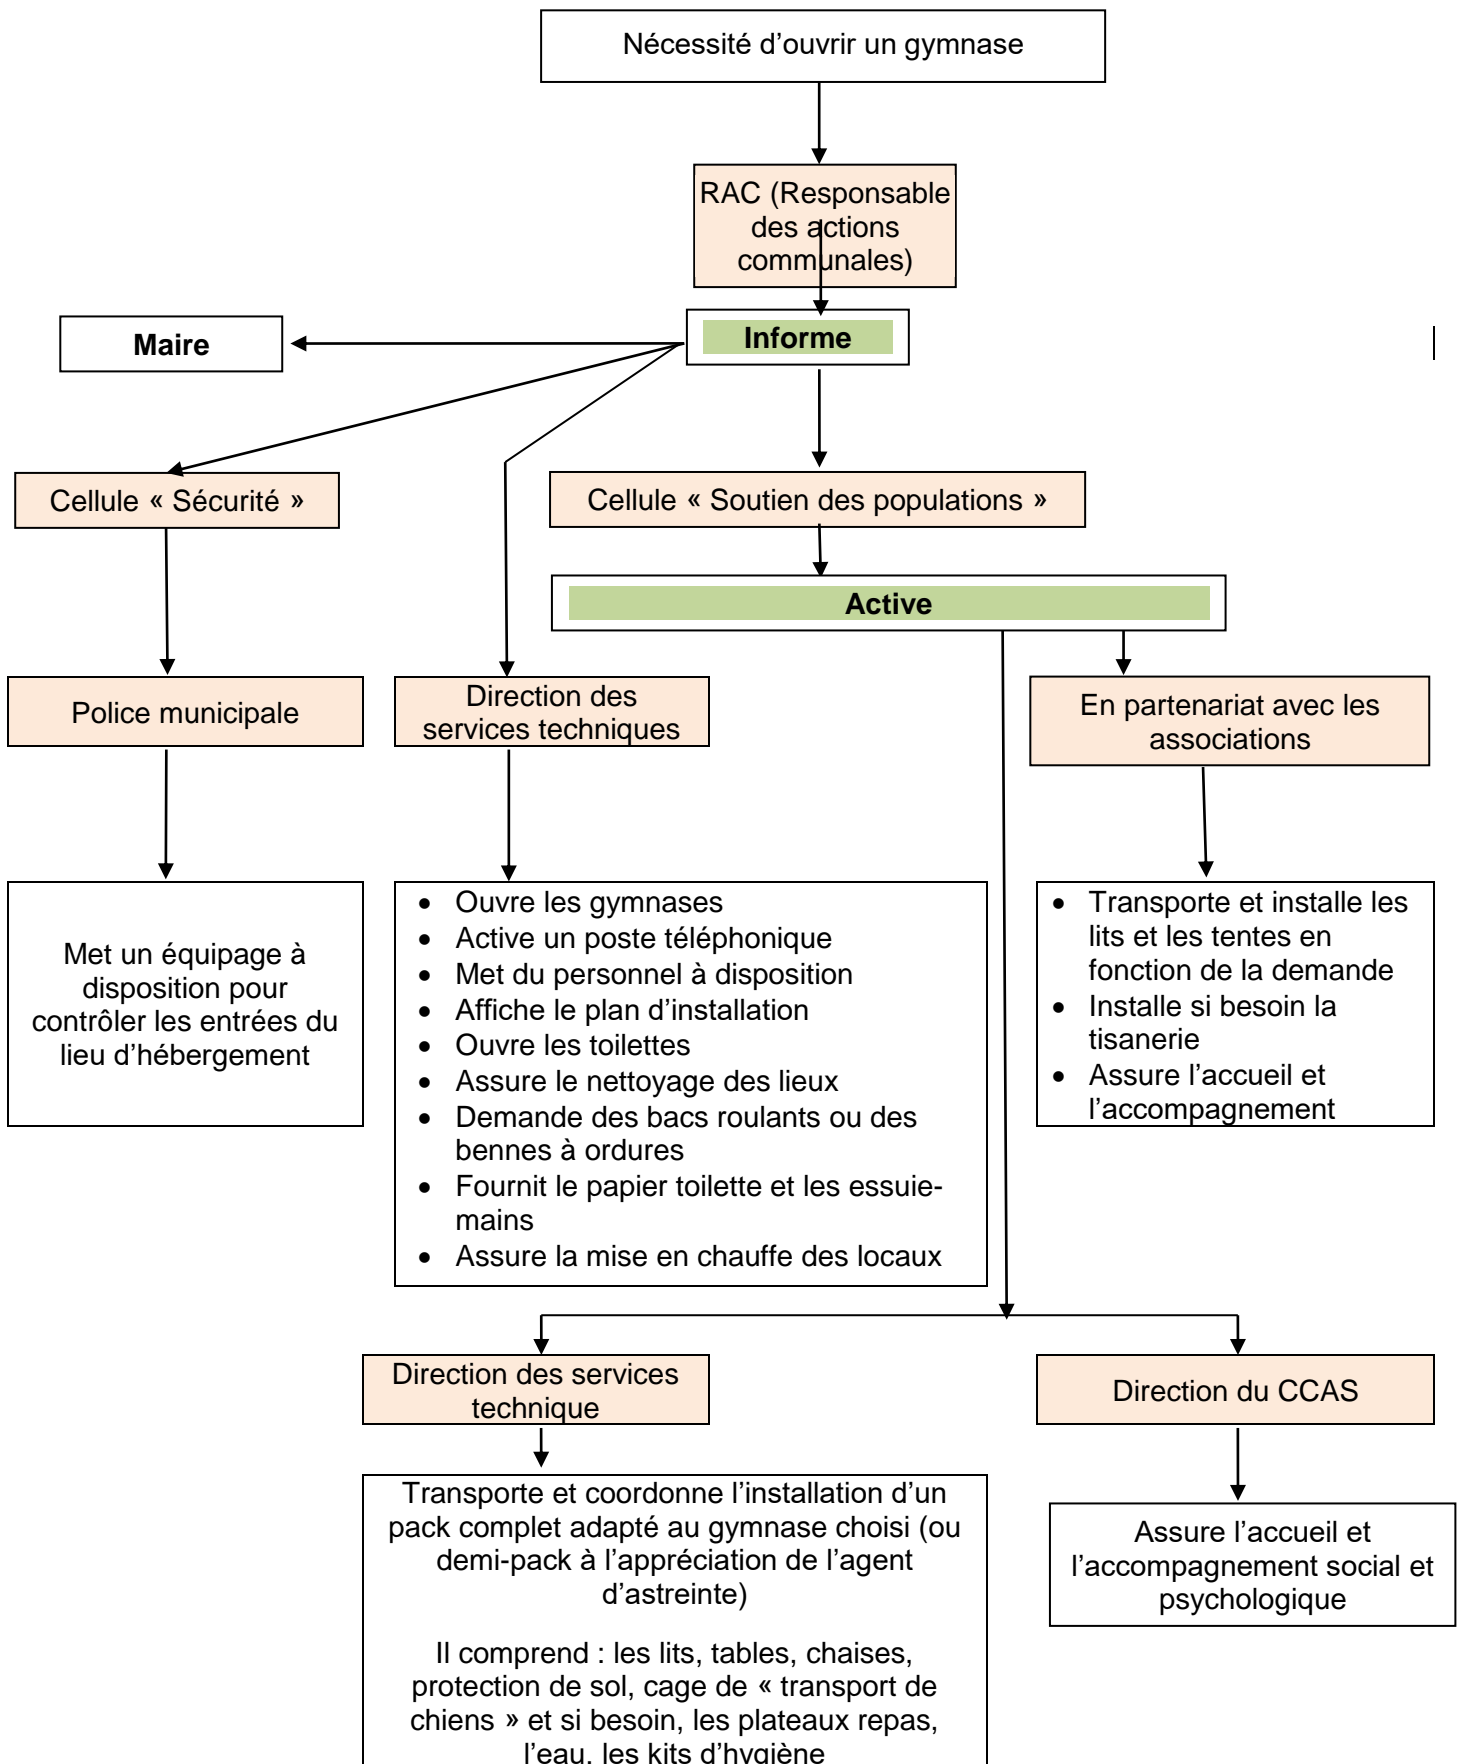 Nécessité d’ouvrir un gymnase
RAC (Responsable
des actions
communales)
Informe
Maire
Cellule « Sécurité »
Cellule « Soutien des populations »
Active
Police municipale
Direction des
services techniques
En partenariat avec les
associations
Met un équipage à
disposition pour
contrôler les entrées du
lieu d’hébergement
• Ouvre les gymnases
• Active un poste téléphonique
• Met du personnel à disposition
• Affiche le plan d’installation
• Ouvre les toilettes
• Assure le nettoyage des lieux
• Demande des bacs roulants ou des
bennes à ordures
• Fournit le papier toilette et les essuie-
mains
• Assure la mise en chauffe des locaux
• Transporte et installe les
lits et les tentes en
fonction de la demande
• Installe si besoin la
tisanerie
• Assure l’accueil et
l’accompagnement
Direction des services
technique
Direction du CCAS
Transporte et coordonne l’installation d’un
pack complet adapté au gymnase choisi (ou
demi-pack à l’appréciation de l’agent
d’astreinte)
Il comprend : les lits, tables, chaises,
protection de sol, cage de « transport de
chiens » et si besoin, les plateaux repas,
l’eau, les kits d’hygiène
Assure l’accueil et
l’accompagnement social et
psychologique